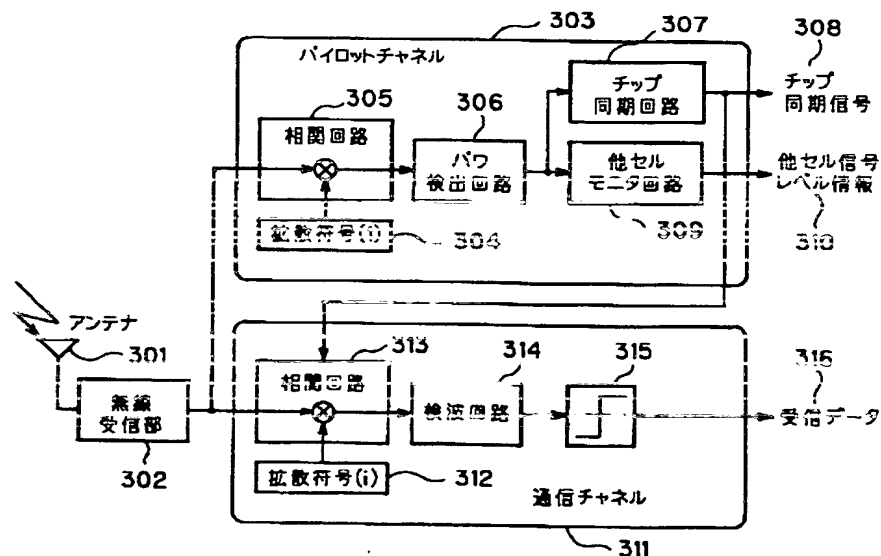 303
パイロットチャネル
307
チップ
同期回路
308
チップ
同期信号
305
相関回路
306
パワ
検出回路
他セル
モニタ回路
309
他セル信号
レベル情報
310
拡散符号(i)
304
アンテナ
301
無線
受信部
302
313
相関回路
314
検波回路
315
316
受信データ
拡散符号(i)
312
通信チャネル
311